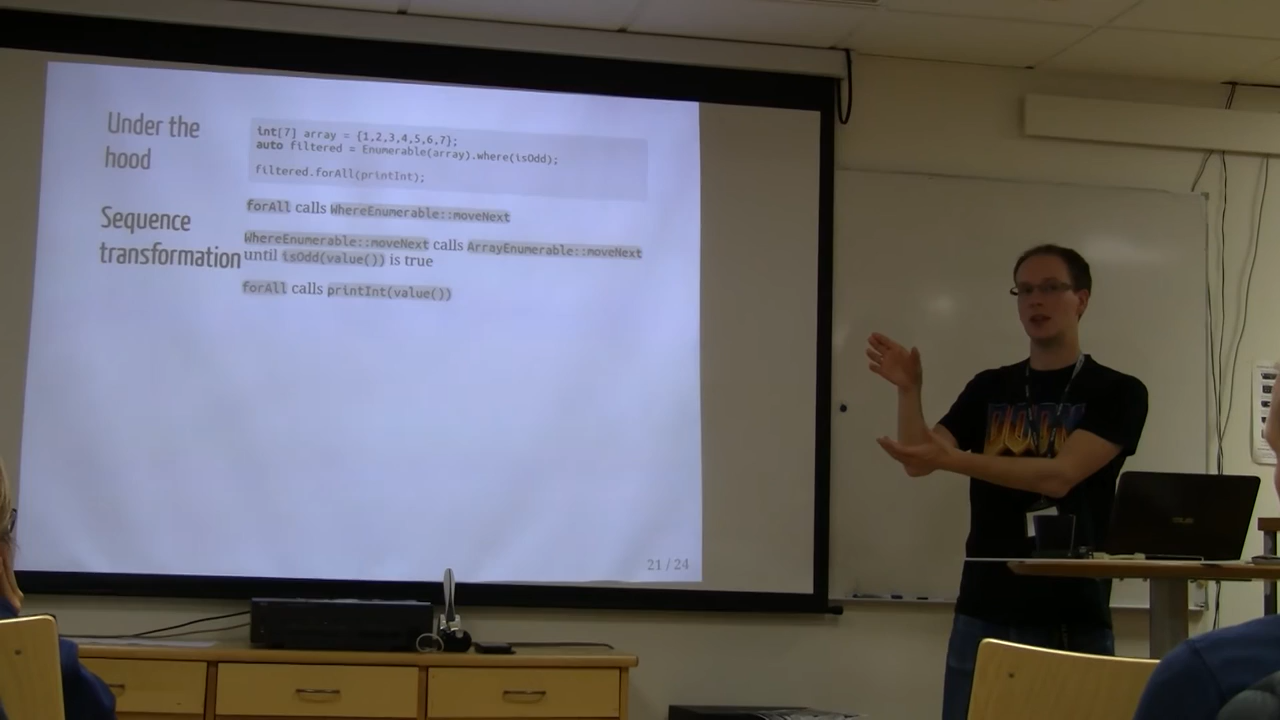 Under the
hood
Sequence
transformation
int[7] array = {1,2,3,4,5,6,7};
auto filtered = Enumerable(array).where(isOdd);
filtered.forAll(printInt);
forAll calls WhereEnumerable::moveNext
WhereEnumerable::moveNext calls ArrayEnumerable::moveNext
until isOdd(value()) is true
forAll calls printInt(value())
21 / 24
DOOM
ASUS